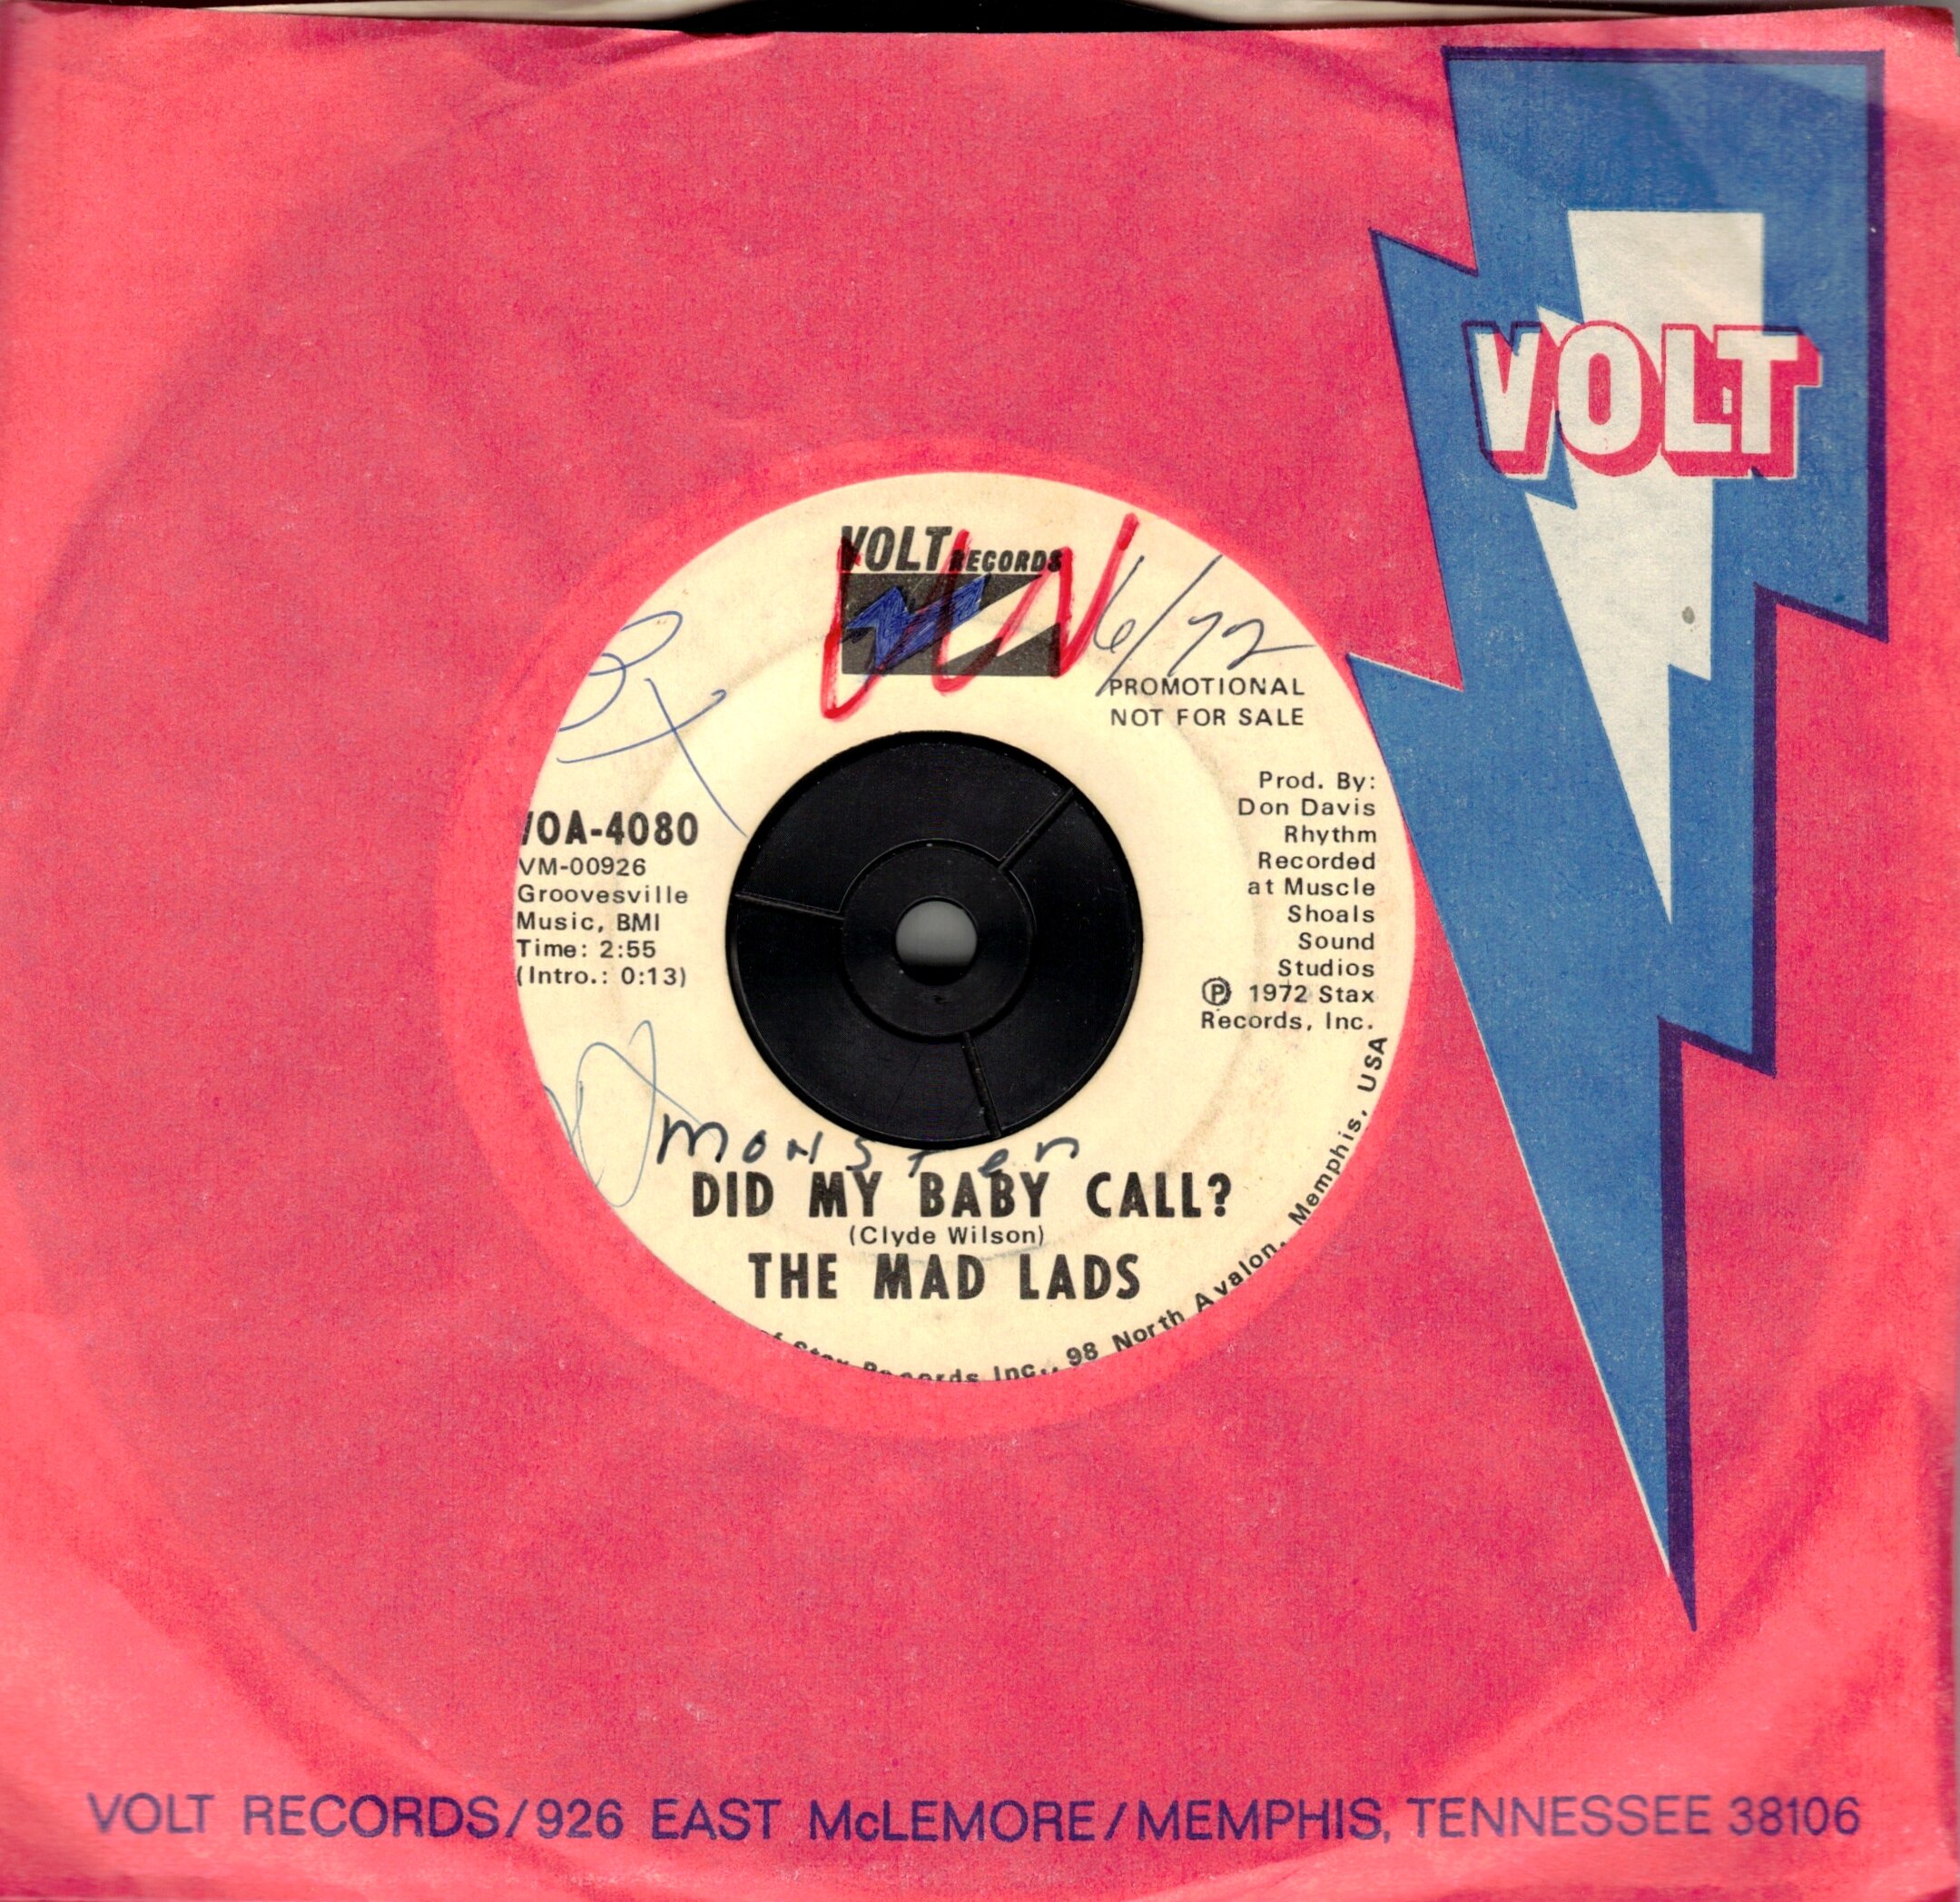 VOLT
VOLT RECORDS
6/72
PROMOTIONAL
NOT FOR SALE
VOA-4080
VM-00926
Groovesville
Music, BMI
Time: 2:55
(Intro.: 0:13)
Prod. By:
Don Davis
Rhythm
Recorded
at Muscle
Shoals
Sound
Studios
Ⓟ 1972 Stax
Records, Inc.
monster
DID MY BABY CALL?
(Clyde Wilson)
THE MAD LADS
of Stax Records Inc., 98 North Avalon, Memphis, USA
VOLT RECORDS/926 EAST McLEMORE/MEMPHIS, TENNESSEE 38106